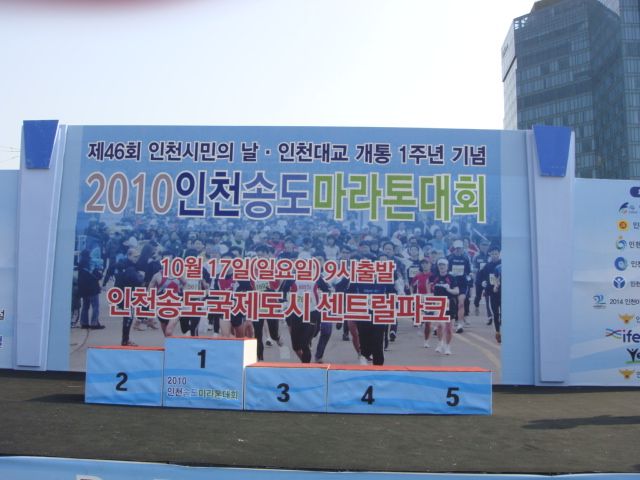 제46회 인천시민의 날 · 인천대교 개통 1주년 기념
2010인천송도마라톤대회
10월 17일(일요일) 9시출발
인천송도국제도시 센트럴파크
2
1
3
4
5
2010
인천송도마라톤대회
2014 인천